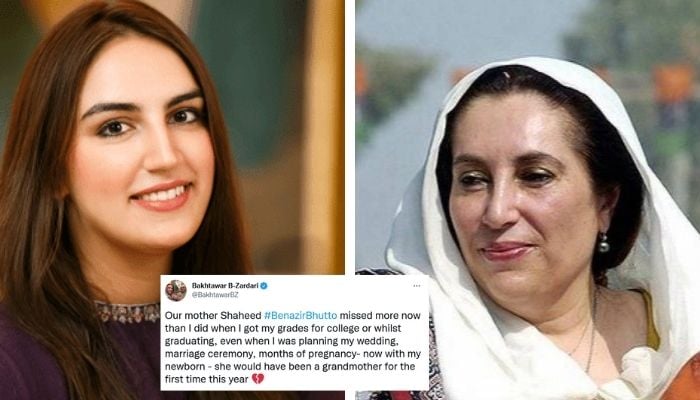 Bakhtawar B-Zardari
@BakhtawarBZ
Our mother Shaheed #BenazirBhutto missed more now
than I did when I got my grades for college or whilst
graduating, even when I was planning my wedding,
marriage ceremony, months of pregnancy- now with my
newborn - she would have been a grandmother for the
first time this year 💔